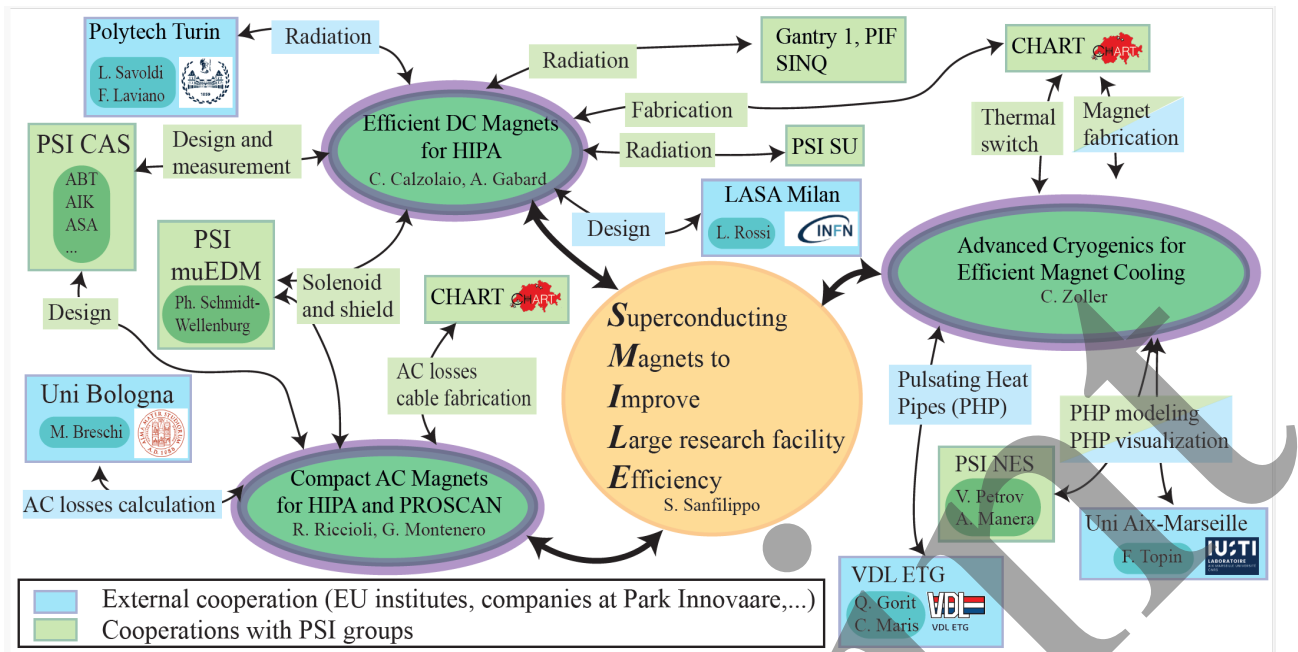 Polytech Turin
L. Savoldi
F. Laviano
Radiation
Radiation
Gantry 1, PIF
SINQ
CHART
CHART
Fabrication
Thermal
switch
Magnet
fabrication
Efficient DC Magnets
for HIPA
C. Calzolaio, A. Gabard
Radiation
PSI SU
PSI CAS
ABT
AIK
ASA
...
Design and
measurement
LASA Milan
L. Rossi
INFN
Design
PSI
muEDM
Ph. Schmidt-
Wellenburg
Solenoid
and shield
Design
CHART
CHART
AC losses
cable fabrication
Advanced Cryogenics for
Efficient Magnet Cooling
C. Zoller
Superconducting
Magnets to
Improve
Large research facility
Efficiency
S. Sanfilippo
Pulsating Heat
Pipes (PHP)
PHP modeling
PHP visualization
Uni Bologna
M. Breschi
AC losses calculation
Compact AC Magnets
for HIPA and PROSCAN
R. Riccioli, G. Montenero
PSI NES
V. Petrov
A. Manera
Uni Aix-Marseille
F. Topin
IUSTI
LABORATOIRE
VDL ETG
Q. Gorit
C. Maris
VDL
VDL ETG
External cooperation (EU institutes, companies at Park Innovaare,...)
Cooperations with PSI groups